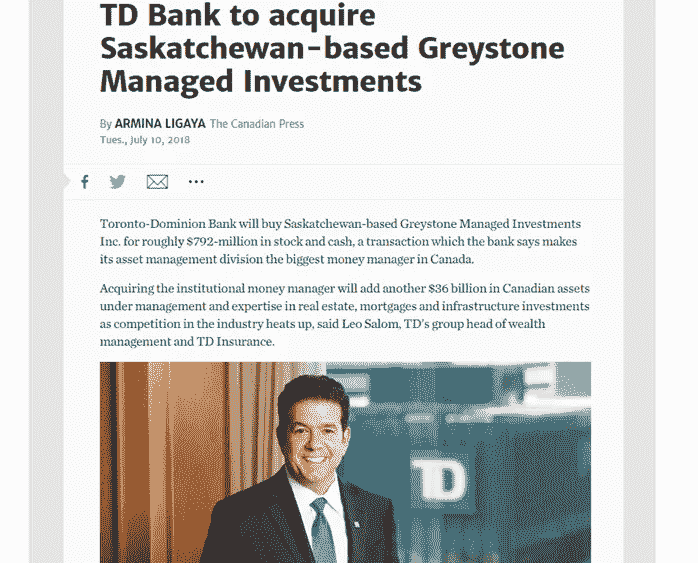 TD Bank to acquire
Saskatchewan-based Greystone
Managed Investments
By ARMINA LIGAYA The Canadian Press
Tues., July 10, 2018
Toronto-Dominion Bank will buy Saskatchewan-based Greystone Managed Investments
Inc. for roughly $792-million in stock and cash, a transaction which the bank says makes
its asset management division the biggest money manager in Canada.
Acquiring the institutional money manager will add another $36 billion in Canadian assets
under management and expertise in real estate, mortgages and infrastructure investments
as competition in the industry heats up, said Leo Salom, TD's group head of wealth
management and TD Insurance.
TD